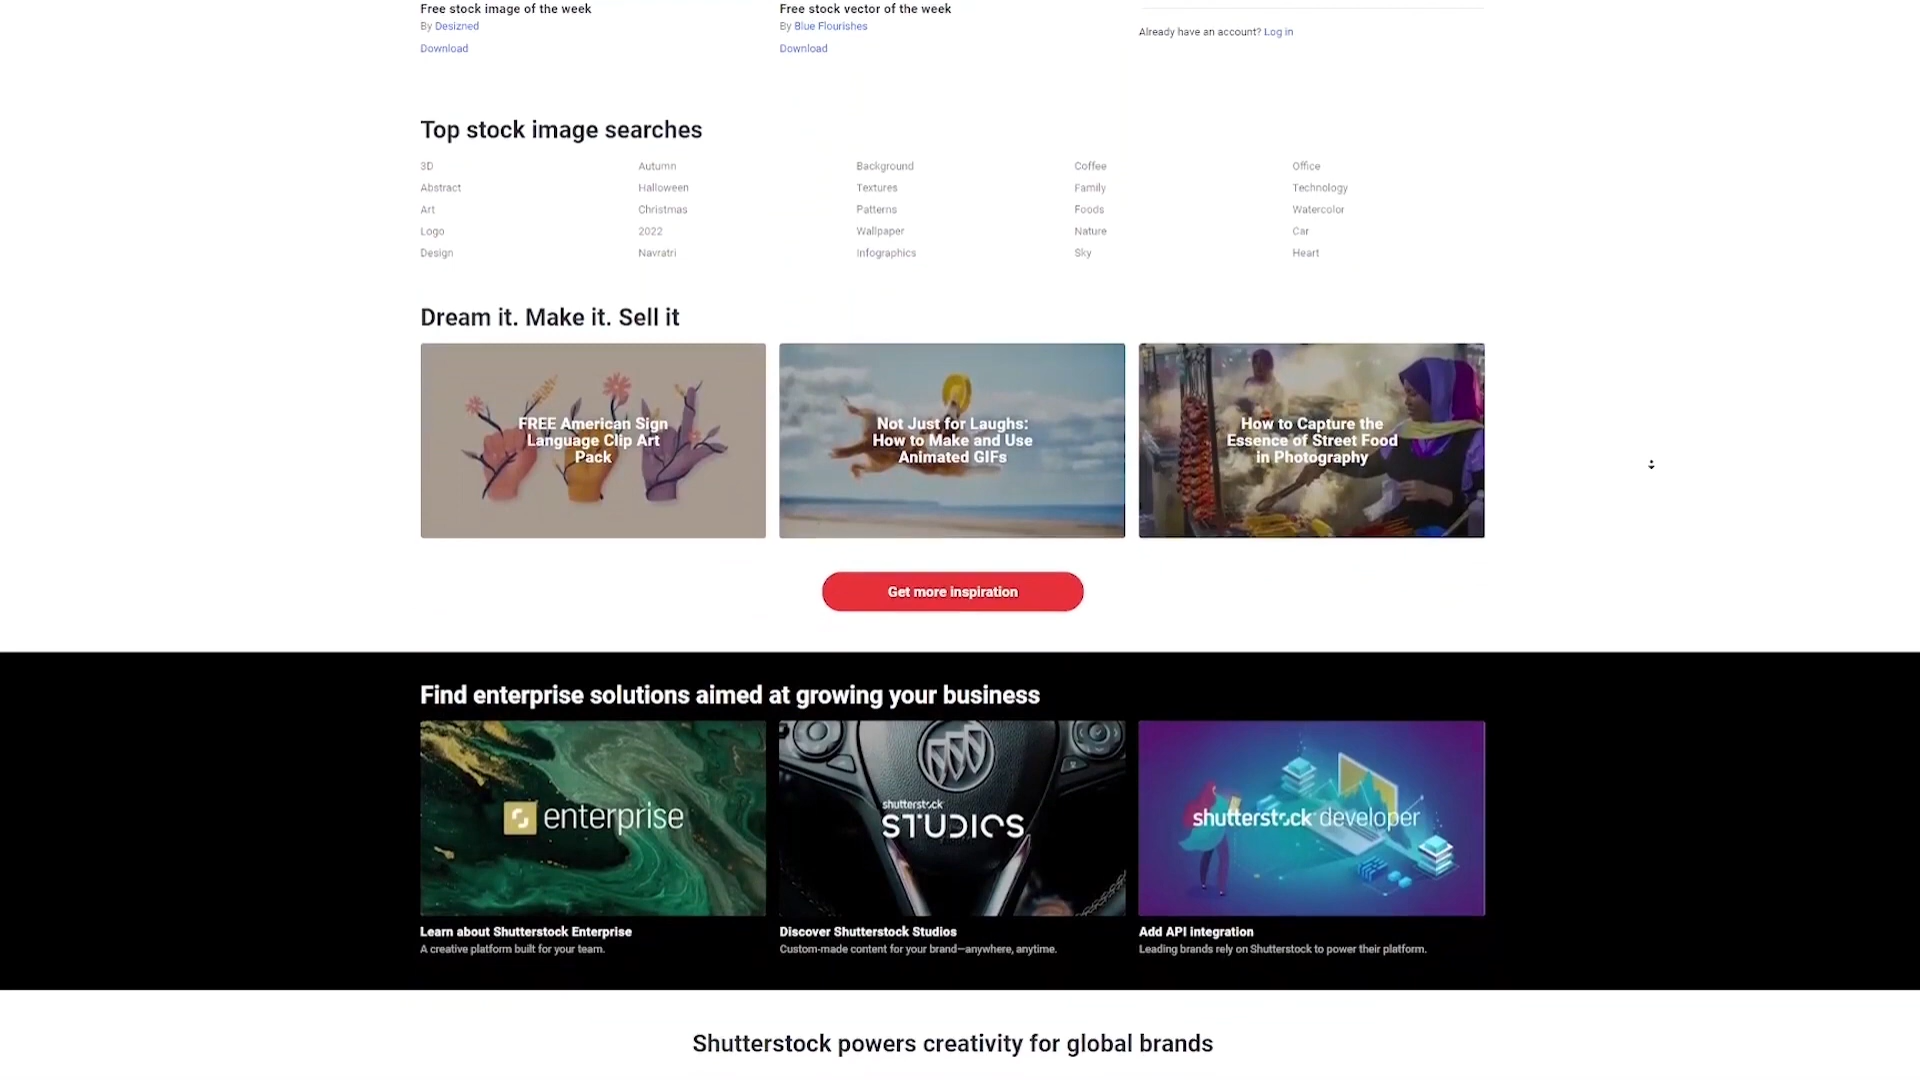 Free stock image of the week
By Desizned
Download
Free stock vector of the week
By Blue Flourishes
Download
Already have an account? Log in
Top stock image searches
3D
Abstract
Art
Logo
Design
Autumn
Halloween
Christmas
2022
Navratri
Background
Textures
Patterns
Wallpaper
Infographics
Coffee
Family
Foods
Nature
Sky
Office
Technology
Watercolor
Car
Heart
Dream it. Make it. Sell it
FREE American Sign
Language Clip Art
Pack
Not Just for Laughs:
How to Make and Use
Animated GIFs
How to Capture the
Essence of Street Food
in Photography
Get more inspiration
Find enterprise solutions aimed at growing your business
enterprise
Learn about Shutterstock Enterprise
A creative platform built for your team.
shutterstock
STUDIOS
Discover Shutterstock Studios
Custom-made content for your brand—anywhere, anytime.
shutterstock developer
Add API integration
Leading brands rely on Shutterstock to power their platform.
Shutterstock powers creativity for global brands